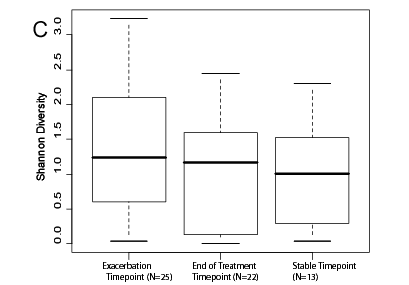 C
Shannon Diversity
3.0
2.5
2.0
1.5
1.0
0.5
0.0
Exacerbation
Timepoint (N=25)
End of Treatment
Timepoint (N=22)
Stable Timepoint
(N=13)